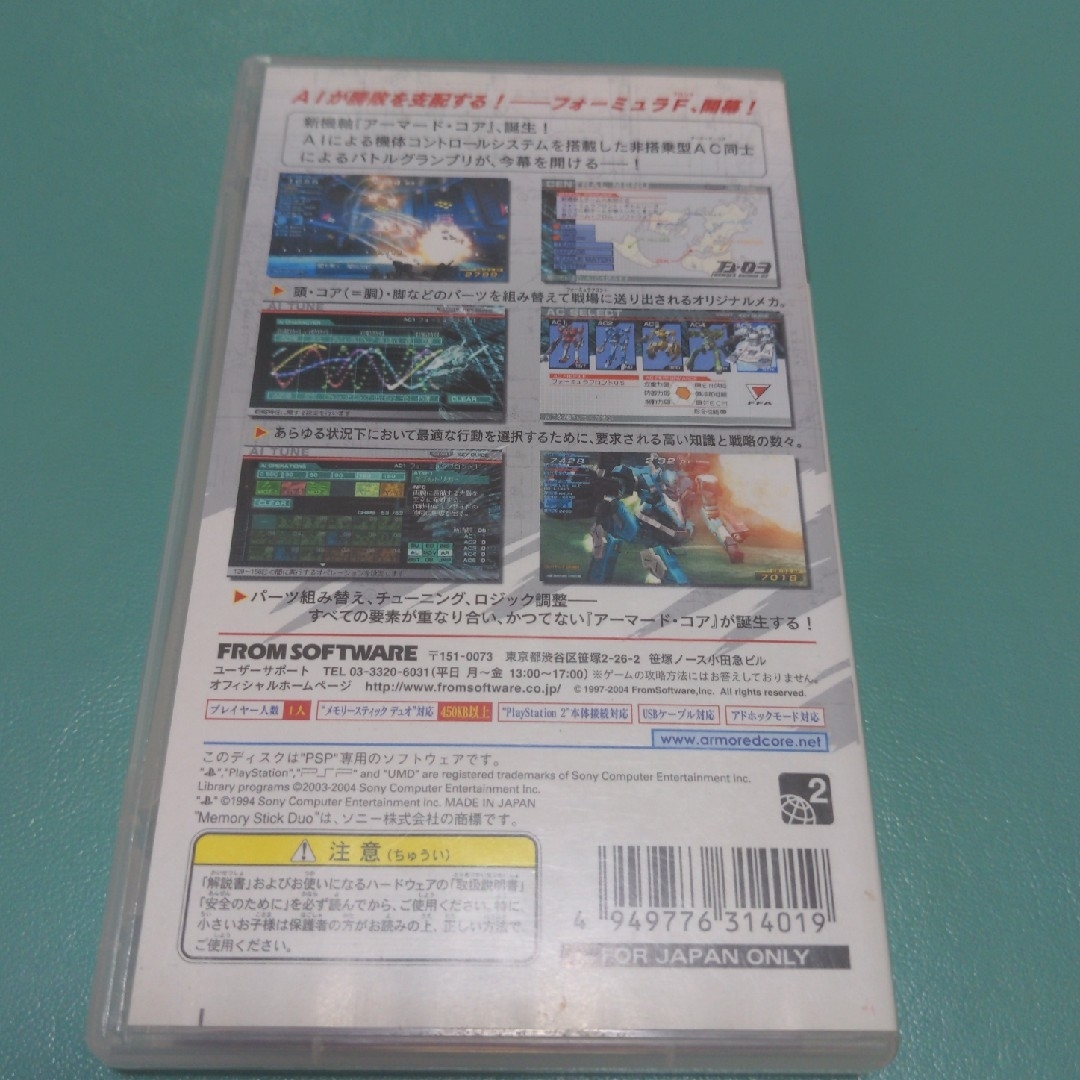 AIが勝敗を支配する!――フォーミュラF、開幕!
新機軸『アーマード・コア』、誕生!
AIによる機体コントロールシステムを搭載した非搭乗型AC同士
によるバトルグランプリが、今幕を開ける――!
B-03
▶ 頭・コア(=胴)・脚などのパーツを組み替えて戦場に送り出されるオリジナルメカ。
AI TUNE
AC SELECT
AC1 AC2 AC3 AC4
CLEAR
FFA
▶ あらゆる状況下において最適な行動を選択するために、要求される高い知識と戦略の数々。
AI TUNE
AI OPERATIONS
CLEAR
7018
▶ パーツ組み替え、チューニング、ロジック調整――
すべての要素が重なり合い、かつてない『アーマード・コア』が誕生する!
FROM SOFTWARE 〒151-0073 東京都渋谷区笹塚2-26-2 笹塚ノース小田急ビル
ユーザーサポート TEL 03-3320-6031(平日 月〜金 13:00〜17:00) ※ゲームの攻略方法にはお答えしておりません。
オフィシャルホームページ http://www.fromsoftware.co.jp/ ©1997-2004 FromSoftware,Inc. All rights reserved.
プレイヤー人数 1人 "メモリースティック デュオ"対応 450KB以上 "PlayStation 2"本体接続対応 USBケーブル対応 アドホックモード対応
www.armoredcore.net
このディスクは"PSP"専用のソフトウェアです。
"","PlayStation","PSP" and "UMD" are registered trademarks of Sony Computer Entertainment Inc.
Library programs ©2003-2004 Sony Computer Entertainment Inc.
"" ©1994 Sony Computer Entertainment Inc. MADE IN JAPAN
"Memory Stick Duo"は、ソニー株式会社の商標です。
2
注意(ちゅうい)
「解説書」およびお使いになるハードウェアの「取扱説明書」
「安全のために」を必ず読んでから、ご使用ください。特に、
小さいお子様は保護者の方がお読みの上、正しい方法で
ご使用ください。
4 949776 314019
FOR JAPAN ONLY